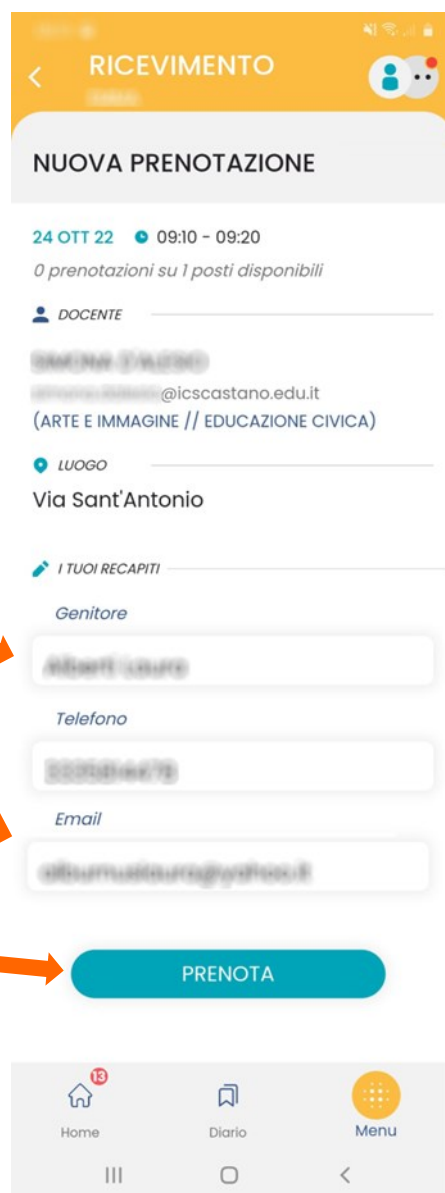 RICEVIMENTO
NUOVA PRENOTAZIONE
24 OTT 22 09:10 - 09:20
0 prenotazioni su 1 posti disponibili
DOCENTE
@icscastano.edu.it
(ARTE E IMMAGINE // EDUCAZIONE CIVICA)
LUOGO
Via Sant'Antonio
I TUOI RECAPITI
Genitore
Telefono
Email
PRENOTA
13
Home Diario Menu